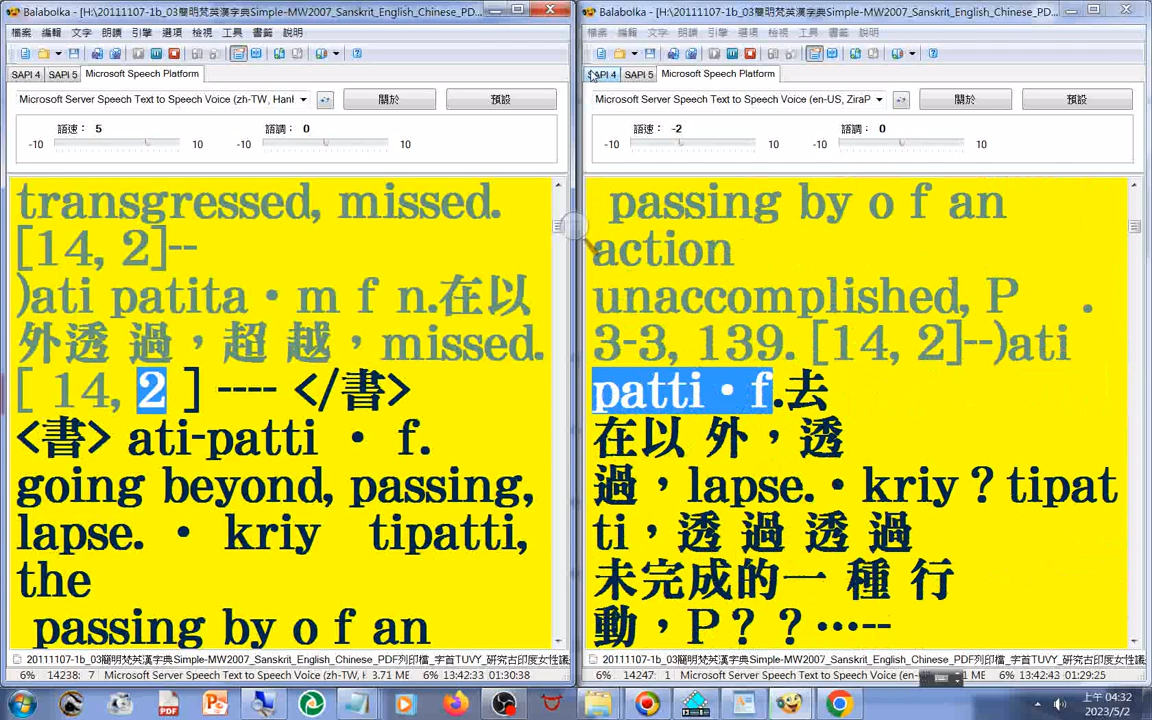 Balabolka - [H:\20111107-1b_03簡明梵英漢字典Simple-MW2007_Sanskrit_English_Chinese_PD...
檔案 編輯 文字 朗讀 引擎 選項 檢視 工具 書籤 說明
SAPI 4 SAPI 5 Microsoft Speech Platform
Microsoft Server Speech Text to Speech Voice (zh-TW, HanH 關於 預設
語速： 5 語調： 0
-10 10 -10 10
transgressed, missed.
[14, 2]--
)ati patita‧m f n.在以
外透 過，超 越，missed.
[ 14, 2 ] ---- </書>
<書> ati-patti ‧ f.
going beyond, passing,
lapse. ‧ kriy tipatti,
the
passing by o f an
20111107-1b_03簡明梵英漢字典Simple-MW2007_Sanskrit_English_Chinese_PDF列印檔_字首TUVY_研究古印度女性議
6% 14238: 7 Microsoft Server Speech Text to Speech Voice (zh-TW, H 3.71 ME 6% 13:42:33 01:30:38
Balabolka - [H:\20111107-1b_03簡明梵英漢字典Simple-MW2007_Sanskrit_English_Chinese_PDF...
檔案 編輯 文字 朗讀 引擎 選項 檢視 工具 書籤 說明
SAPI 4 SAPI 5 Microsoft Speech Platform
Microsoft Server Speech Text to Speech Voice (en-US, ZiraP 關於 預設
語速： -2 語調： 0
-10 10 -10 10
passing by o f an
action
unaccomplished, P .
3-3, 139. [14, 2]--)ati
patti‧f.去
在以 外，透
過，lapse.‧kriy？tipat
ti，透 過 透 過
未完成的一 種 行
動，P？？…--
20111107-1b_03簡明梵英漢字典Simple-MW2007_Sanskrit_English_Chinese_PDF列印檔_字首TUVY_研究古印度女性議
6% 14247: 1 Microsoft Server Speech Text to Speech Voice ME 6% 13:42:43 01:29:25
上午 04:32
2023/5/2